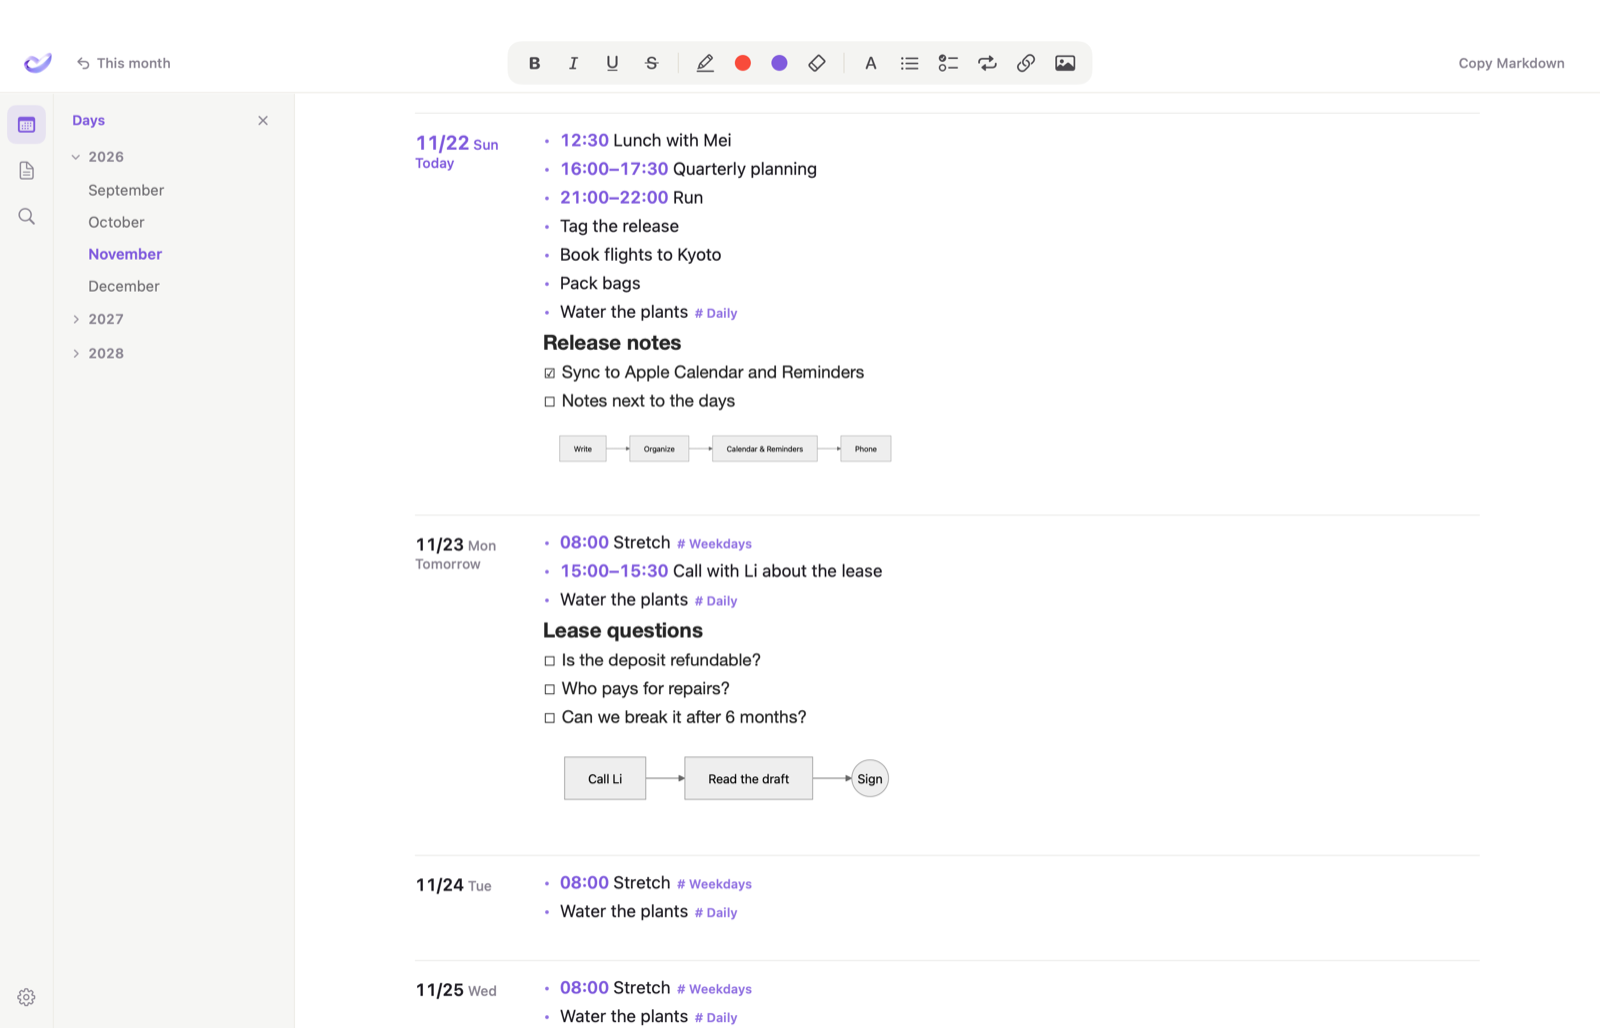 This month
B I U S
A
Copy Markdown
Days
2026
September
October
November
December
2027
2028
11/22 Sun
Today
12:30 Lunch with Mei
16:00–17:30 Quarterly planning
21:00–22:00 Run
Tag the release
Book flights to Kyoto
Pack bags
Water the plants # Daily
Release notes
☑ Sync to Apple Calendar and Reminders
☐ Notes next to the days
Write Organize Calendar & Reminders Phone
11/23 Mon
Tomorrow
08:00 Stretch # Weekdays
15:00–15:30 Call with Li about the lease
Water the plants # Daily
Lease questions
☐ Is the deposit refundable?
☐ Who pays for repairs?
☐ Can we break it after 6 months?
Call Li Read the draft Sign
11/24 Tue
08:00 Stretch # Weekdays
Water the plants # Daily
11/25 Wed
08:00 Stretch # Weekdays
Water the plants # Daily